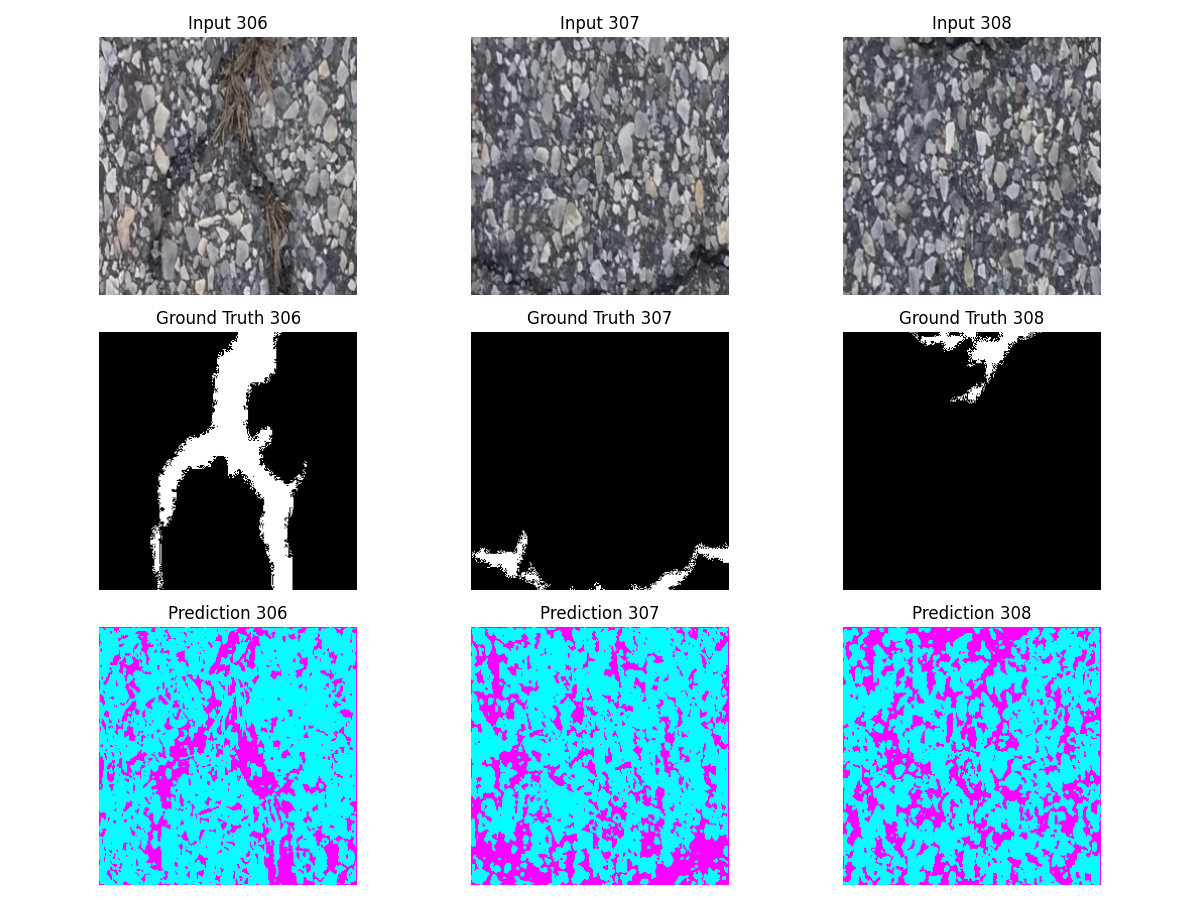 Input 306
Input 307
Input 308
Ground Truth 306
Ground Truth 307
Ground Truth 308
Prediction 306
Prediction 307
Prediction 308